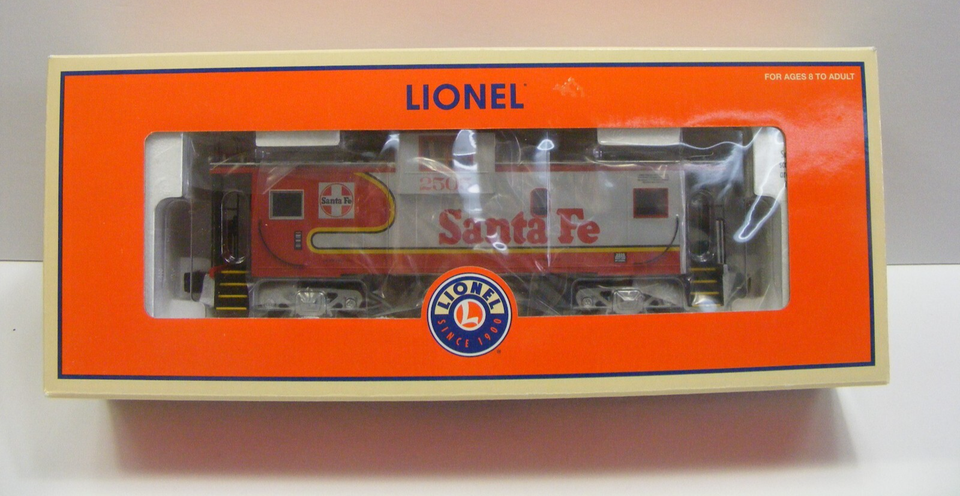 LIONEL
FOR AGES 8 TO ADULT
Santa Fe
Santa Fe
LIONEL
L
SINCE 1900